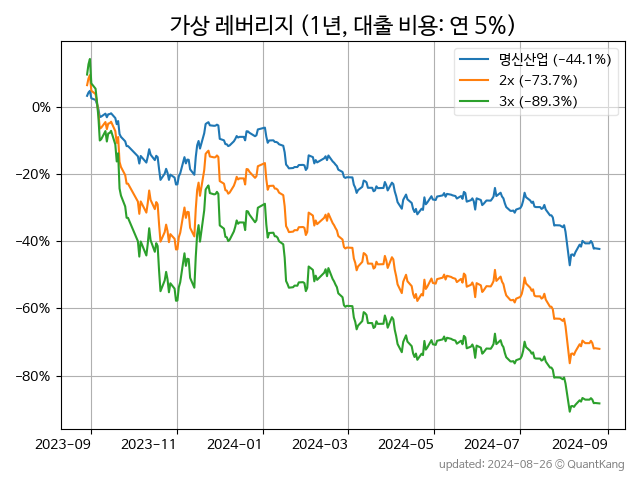 가상 레버리지 (1년, 대출 비용: 연 5%)
명신산업 (−44.1%)
2x (−73.7%)
3x (−89.3%)
0%
−20%
−40%
−60%
−80%
2023-09 2023-11 2024-01 2024-03 2024-05 2024-07 2024-09
updated: 2024-08-26 © QuantKang